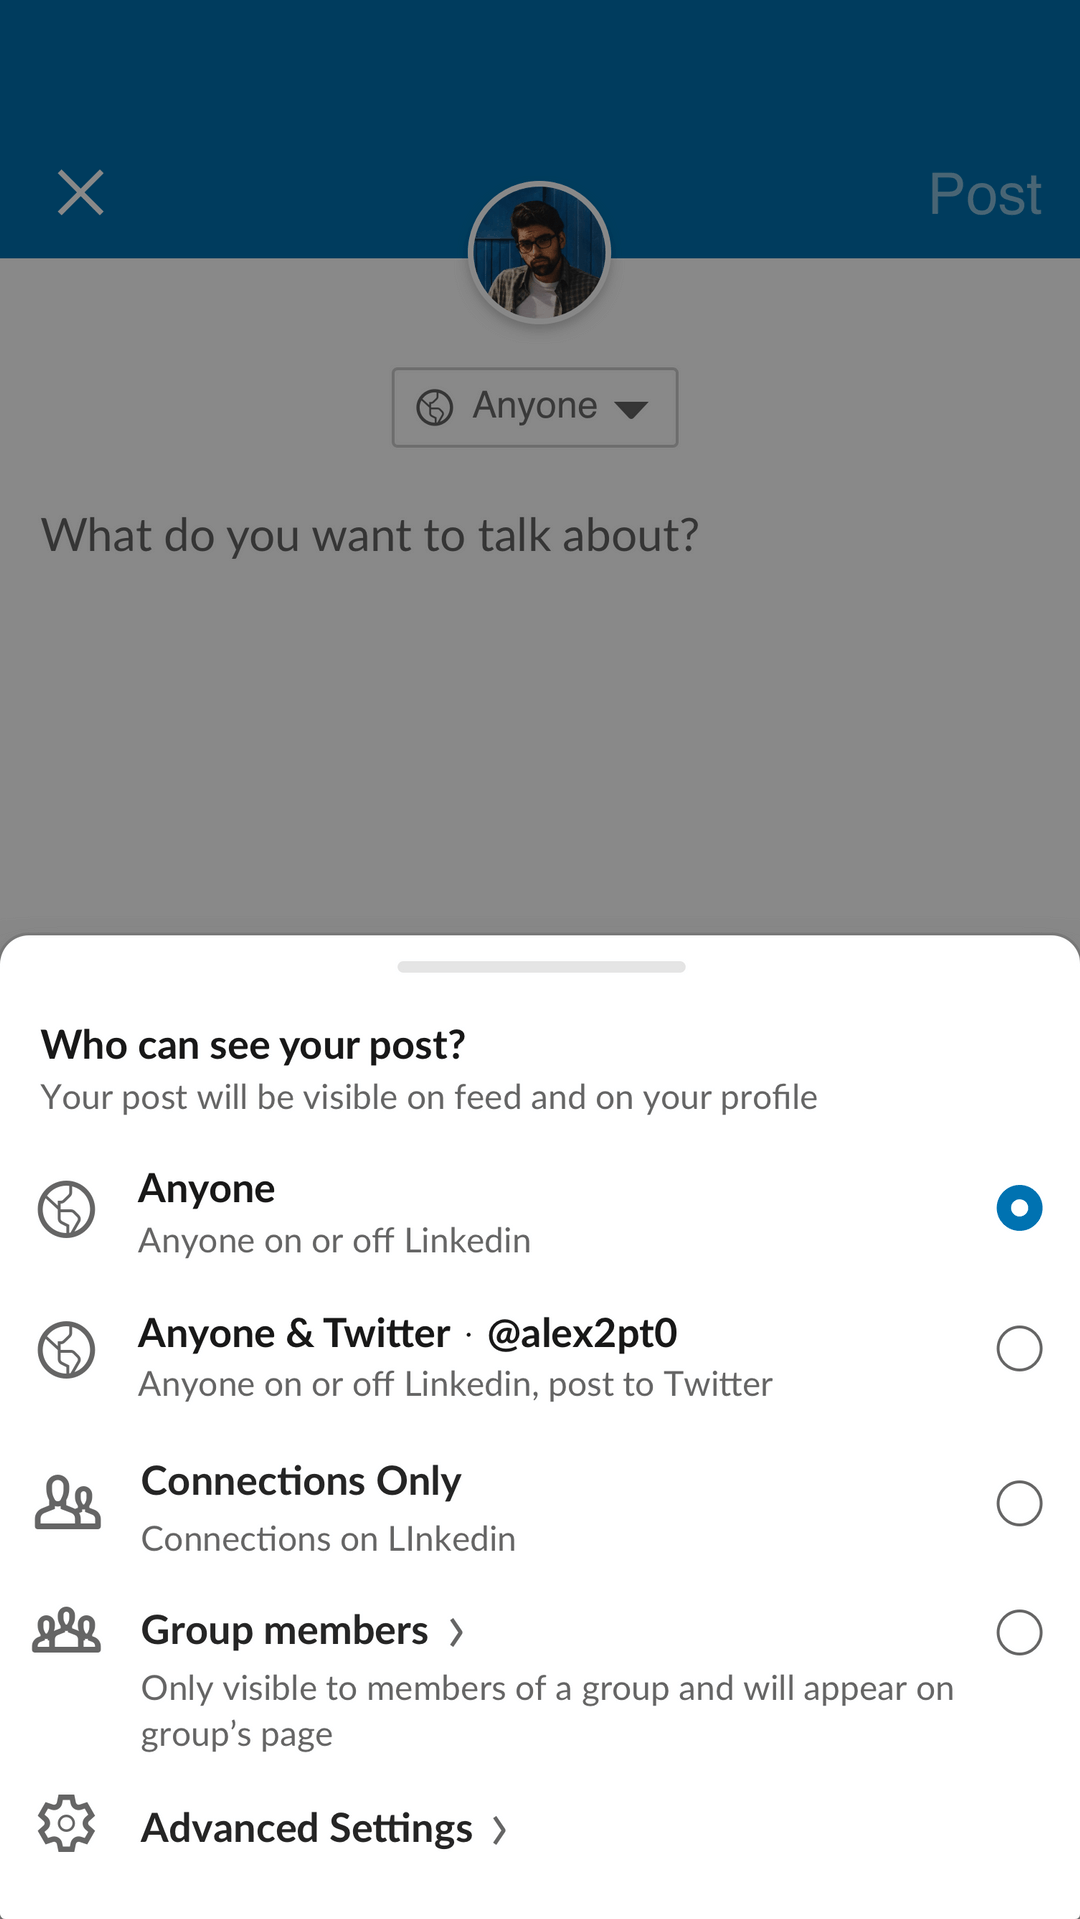 Post
Anyone
What do you want to talk about?
Who can see your post?
Your post will be visible on feed and on your profile
Anyone
Anyone on or off Linkedin
Anyone & Twitter · @alex2pt0
Anyone on or off Linkedin, post to Twitter
Connections Only
Connections on LInkedin
Group members
Only visible to members of a group and will appear on
group’s page
Advanced Settings